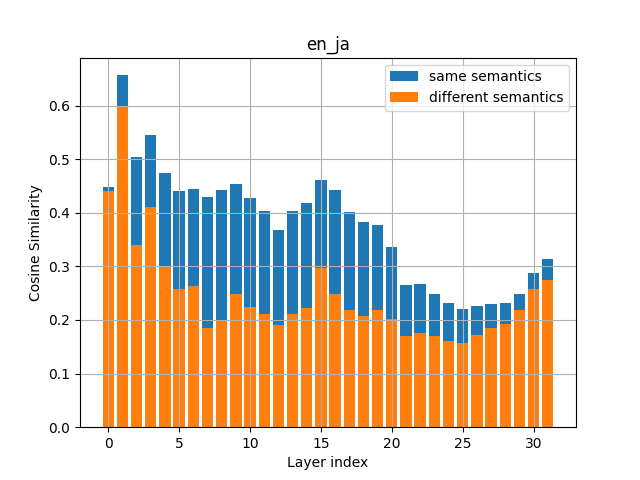 en_ja
same semantics
different semantics
Cosine Similarity
0.6
0.5
0.4
0.3
0.2
0.1
0.0
0 5 10 15 20 25 30
Layer index